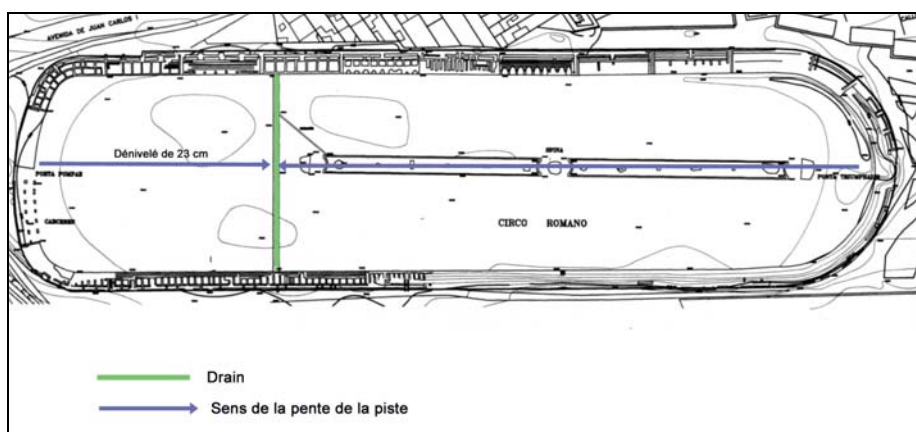 AVENIDA DE JUAN CARLOS I
SPINA
Dénivelé de 23 cm
PORTA POMPAE
PORTA TRIUMPHALIS
CARCERES
CIRCO ROMANO
Drain
Sens de la pente de la piste